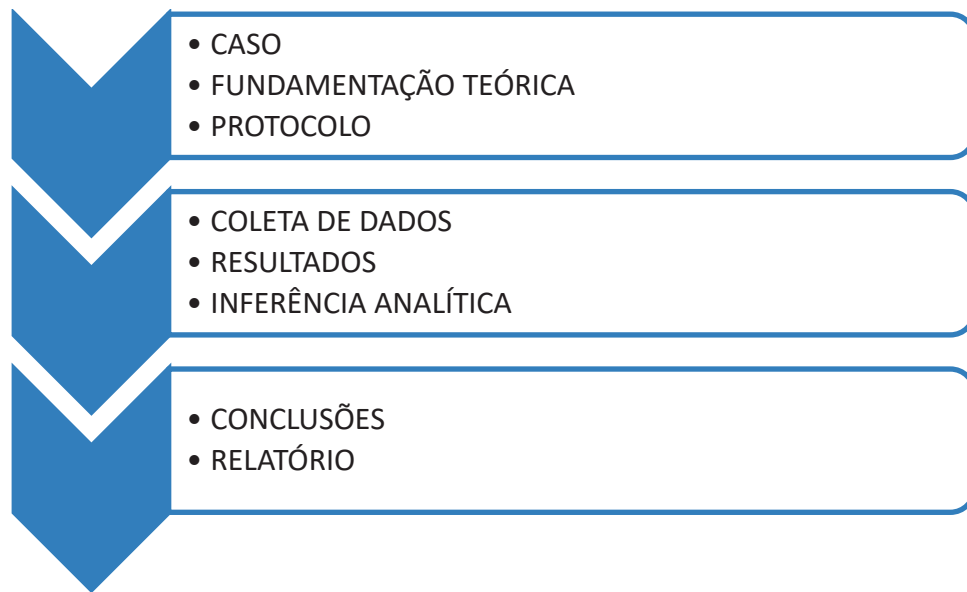 • CASO
• FUNDAMENTAÇÃO TEÓRICA
• PROTOCOLO
• COLETA DE DADOS
• RESULTADOS
• INFERÊNCIA ANALÍTICA
• CONCLUSÕES
• RELATÓRIO